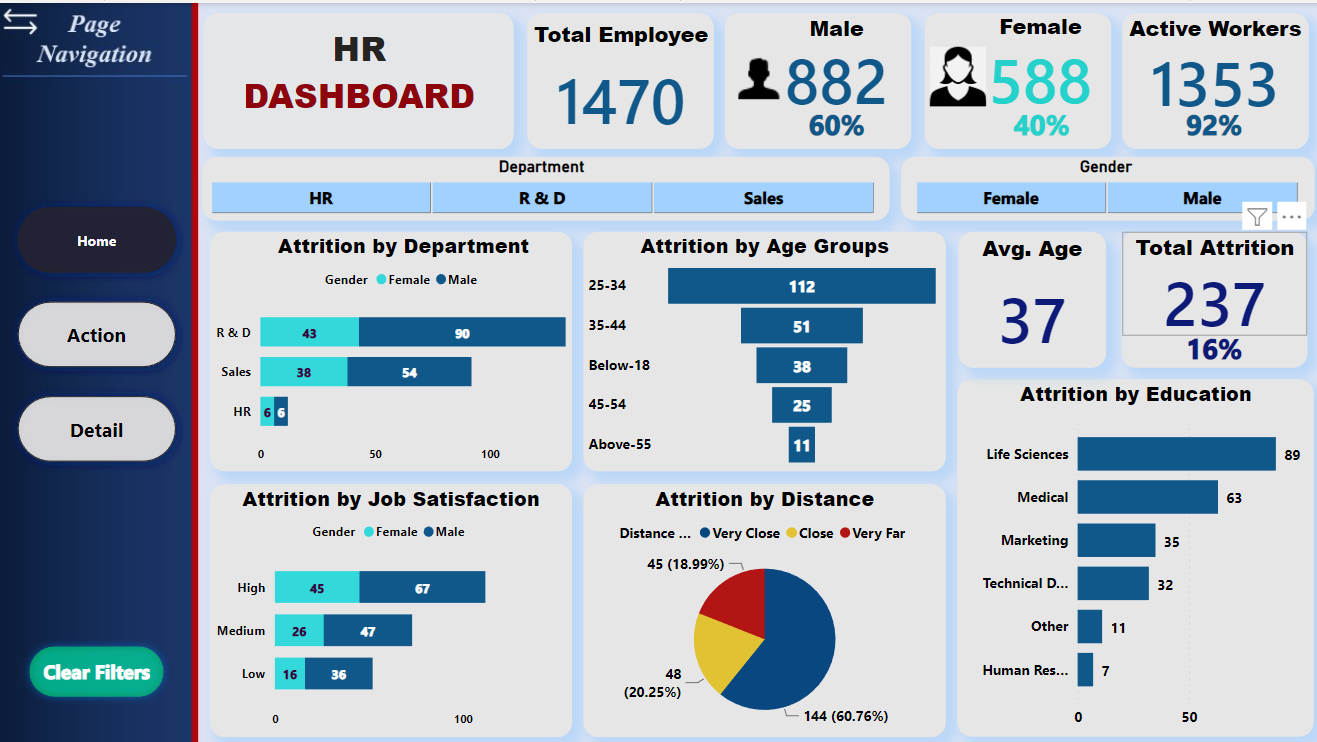 Page
Navigation
Home
Action
Detail
Clear Filters
HR
DASHBOARD
Total Employee
1470
Male
882
60%
Female
588
40%
Active Workers
1353
92%
Department
HR
R & D
Sales
Gender
Female
Male
Attrition by Department
Gender Female Male
R & D 43 90
Sales 38 54
HR 6 6
0 50 100
Attrition by Age Groups
25-34 112
35-44 51
Below-18 38
45-54 25
Above-55 11
Avg. Age
37
Total Attrition
237
16%
Attrition by Job Satisfaction
Gender Female Male
High 45 67
Medium 26 47
Low 16 36
0 100
Attrition by Distance
Distance ... Very Close Close Very Far
45 (18.99%)
48
(20.25%)
144 (60.76%)
Attrition by Education
Life Sciences 89
Medical 63
Marketing 35
Technical D... 32
Other 11
Human Res... 7
0 50